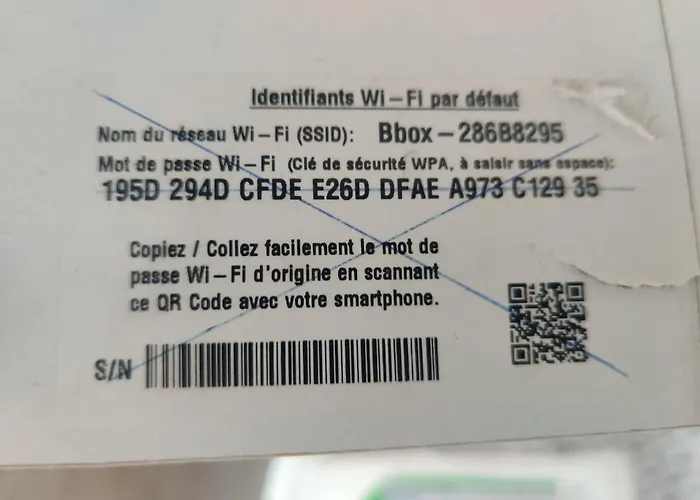 Identifiants Wi-Fi par défaut
Nom du réseau Wi-Fi (SSID): Bbox-286B8295
Mot de passe Wi-Fi (Clé de sécurité WPA, à saisir sans espace):
195D 294D CFDE E26D DFAE A973 C129 35
Copiez / Collez facilement le mot de
passe Wi-Fi d'origine en scannant
ce QR Code avec votre smartphone.
S/N